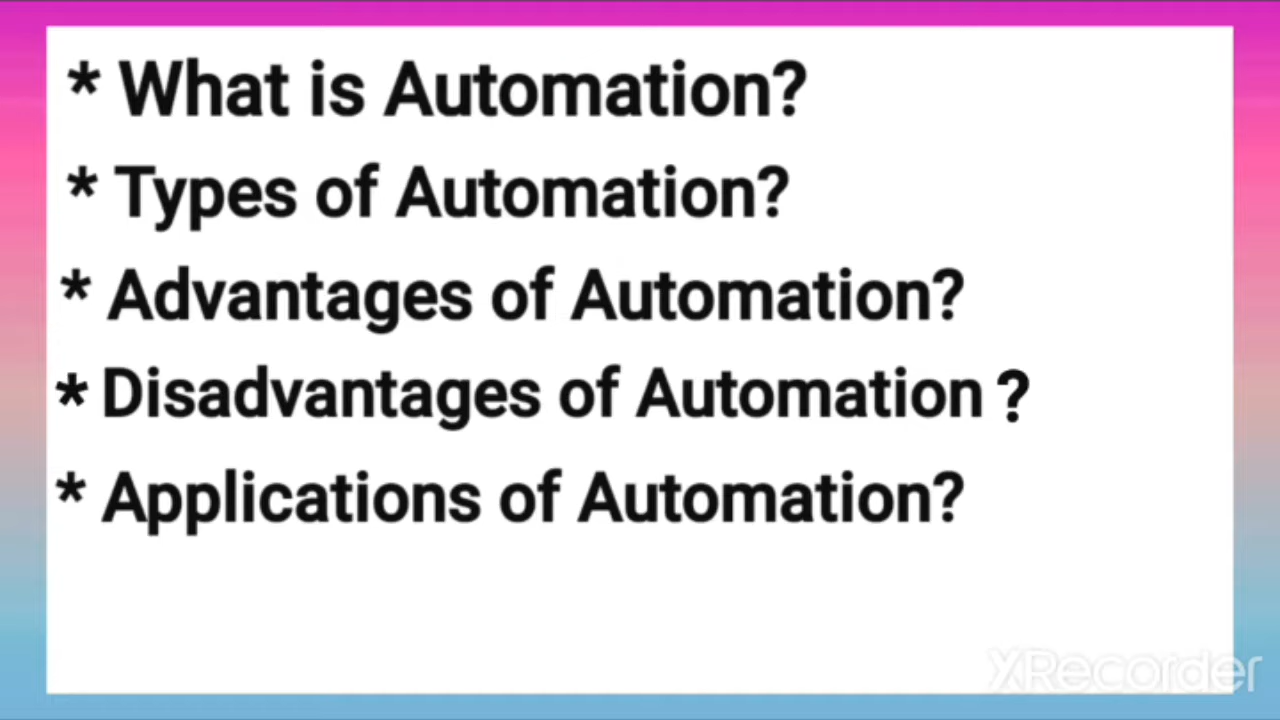 * What is Automation?
* Types of Automation?
* Advantages of Automation?
* Disadvantages of Automation ?
* Applications of Automation?
XRecorder